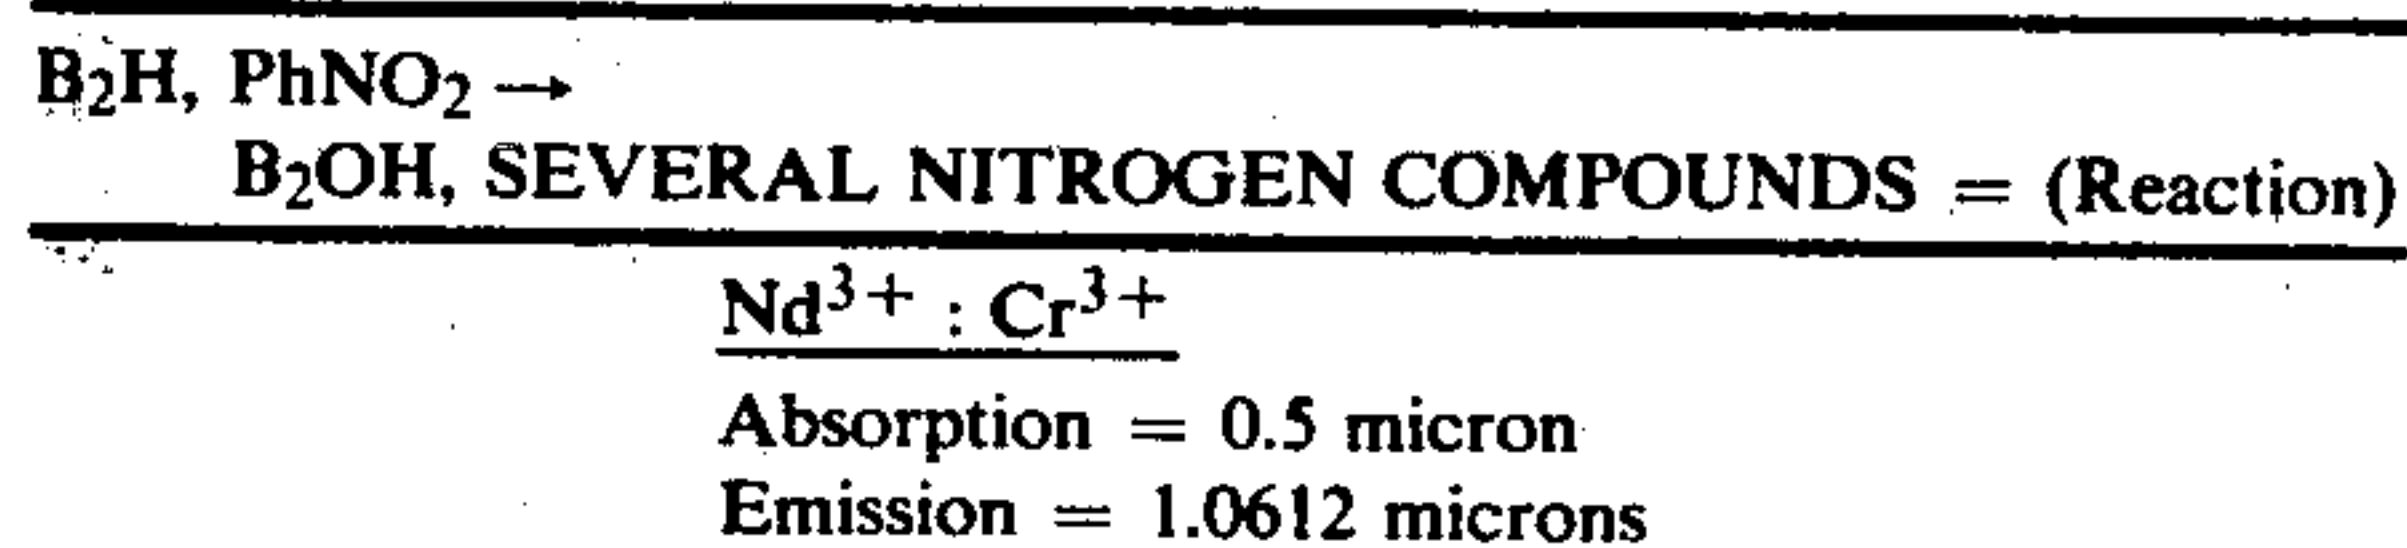 B₂H, PhNO₂ →
B₂OH, SEVERAL NITROGEN COMPOUNDS = (Reaction)
Nd³⁺ : Cr³⁺
Absorption = 0.5 micron
Emission = 1.0612 microns